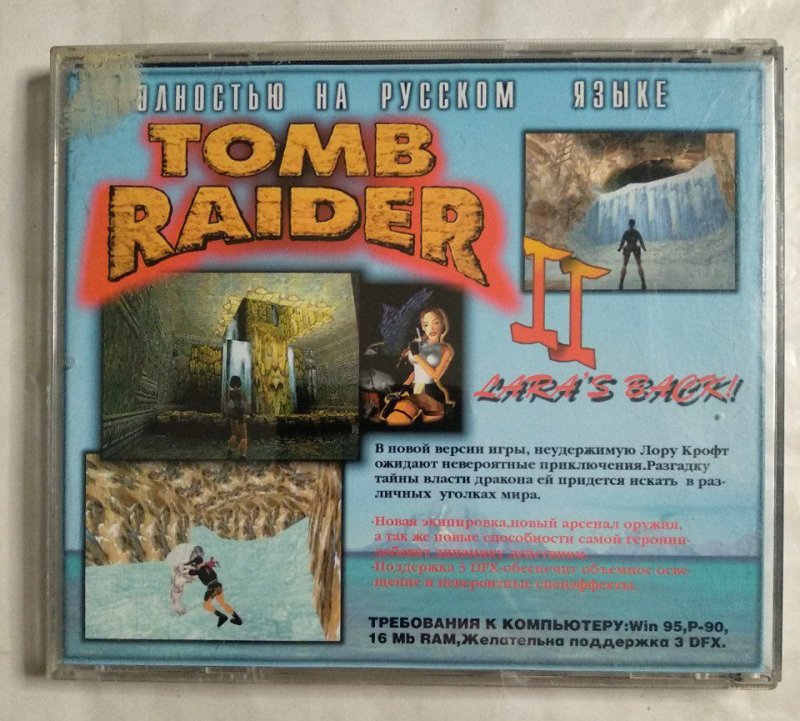 ПОЛНОСТЬЮ НА РУССКОМ ЯЗЫКЕ
TOMB
RAIDER
II
LARA'S BACK!
В новой версии игры, неудержимую Лору Крофт
ожидают невероятные приключения.Разгадку
тайны власти дракона ей придется искать в раз-
личных уголках мира.
·Новая экипировка,новый арсенал оружия,
а так же новые способности самой героини-
добавят динамику действиям.
·Поддержка 3 DFX-обеспечит объемное осве-
щение и невероятные спецэффекты.
ТРЕБОВАНИЯ К КОМПЬЮТЕРУ:Win 95,P-90,
16 Mb RAM,Желательна поддержка 3 DFX.